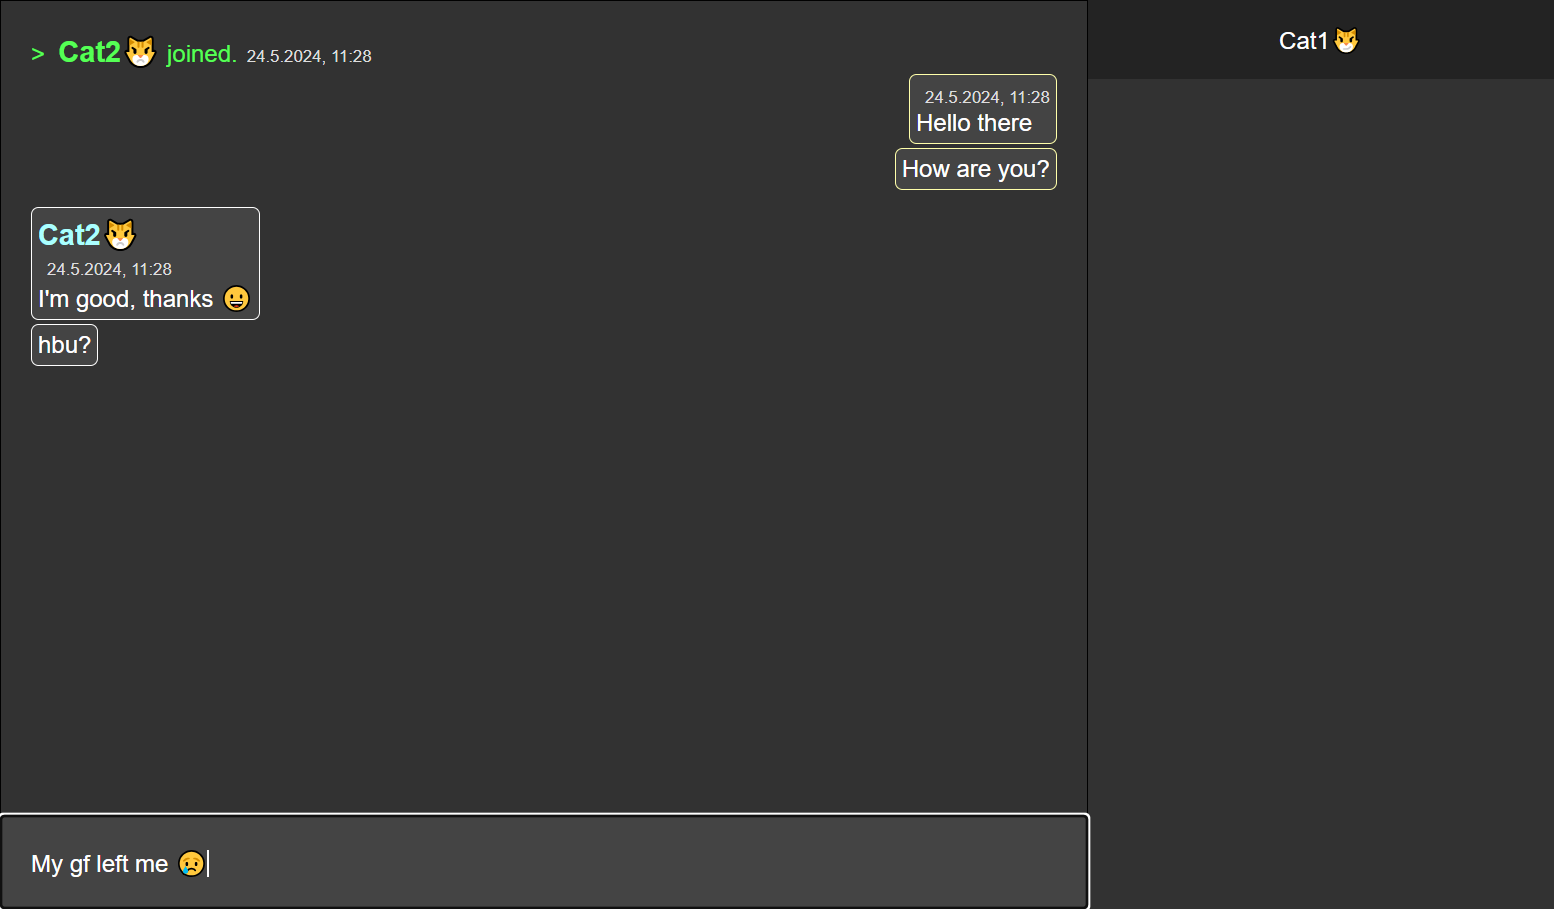 > Cat2😾 joined. 24.5.2024, 11:28
Cat1😾
24.5.2024, 11:28
Hello there
How are you?
Cat2😾
24.5.2024, 11:28
I'm good, thanks 😀
hbu?
My gf left me 😢